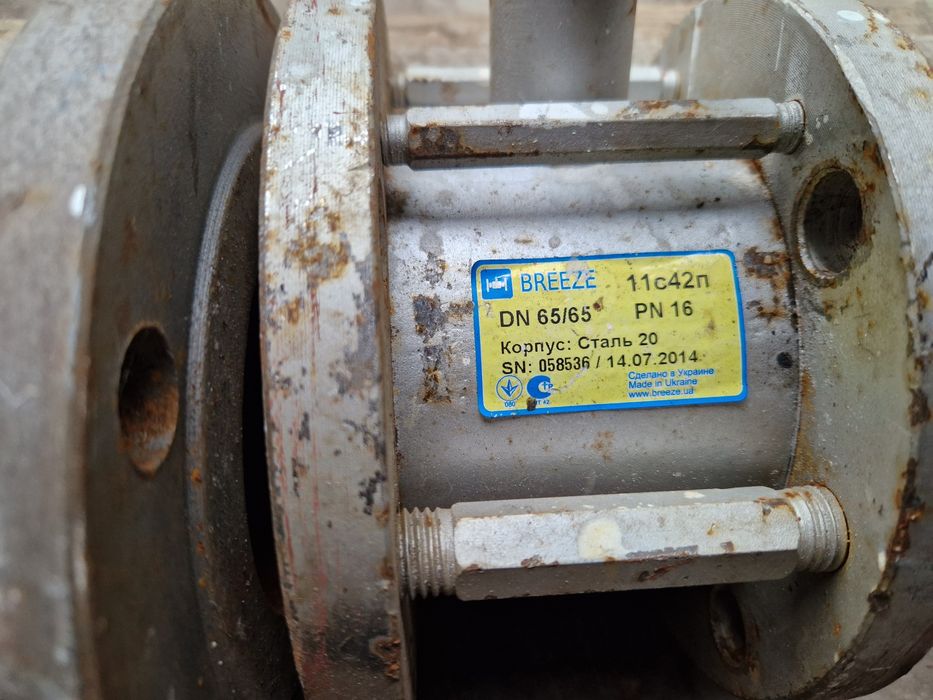 BREEZE 11с42п
DN 65/65 PN 16
Корпус: Сталь 20
SN: 058536 / 14.07.2014
Сделано в Украине
Made in Ukraine
www.breeze.ua
080